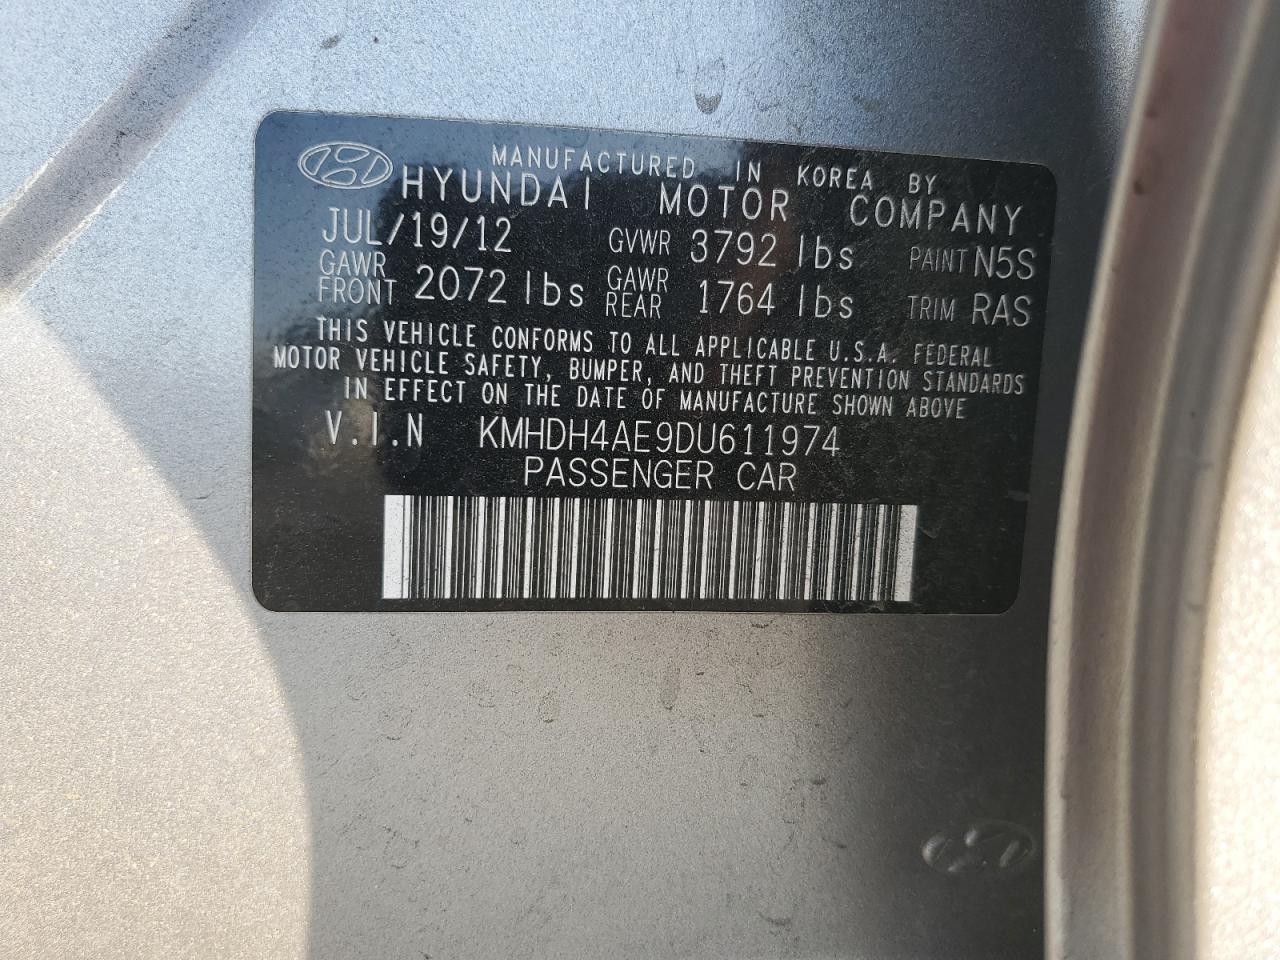 MANUFACTURED IN KOREA BY
HYUNDAI MOTOR COMPANY
JUL/19/12 GVWR 3792 lbs PAINT N5S
GAWR FRONT 2072 lbs GAWR REAR 1764 lbs TRIM RAS
THIS VEHICLE CONFORMS TO ALL APPLICABLE U.S.A. FEDERAL
MOTOR VEHICLE SAFETY, BUMPER, AND THEFT PREVENTION STANDARDS
IN EFFECT ON THE DATE OF MANUFACTURE SHOWN ABOVE
V.I.N KMHDH4AE9DU611974
PASSENGER CAR